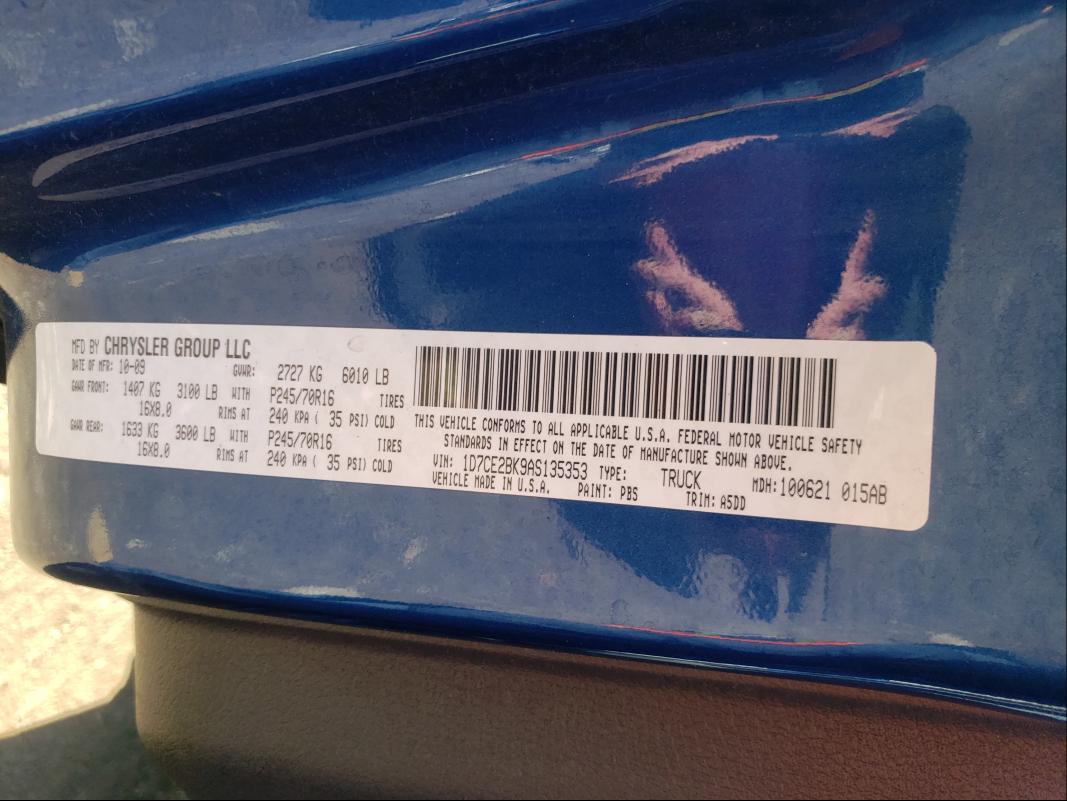 MFD BY CHRYSLER GROUP LLC
DATE OF MFR: 10-09 GVWR: 2727 KG 6010 LB
GAWR FRONT: 1407 KG 3100 LB WITH P245/70R16 TIRES
16X8.0 RIMS AT 240 KPA ( 35 PSI) COLD
GAWR REAR: 1633 KG 3600 LB WITH P245/70R16 TIRES
16X8.0 RIMS AT 240 KPA ( 35 PSI) COLD
THIS VEHICLE CONFORMS TO ALL APPLICABLE U.S.A. FEDERAL MOTOR VEHICLE SAFETY
STANDARDS IN EFFECT ON THE DATE OF MANUFACTURE SHOWN ABOVE.
VIN: 1D7CE2BK9AS135353 TYPE: TRUCK MDH:100621 015AB
VEHICLE MADE IN U.S.A. PAINT: PBS TRIM: A5DD